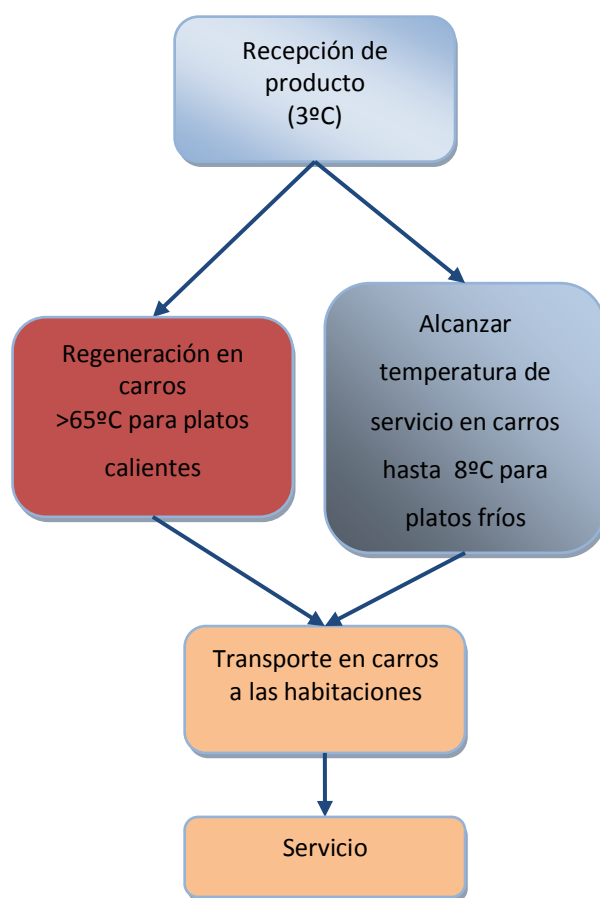 Recepción de
producto
(3ºC)
Regeneración en
carros
>65ºC para platos
calientes
Alcanzar
temperatura de
servicio en carros
hasta 8ºC para
platos fríos
Transporte en carros
a las habitaciones
Servicio